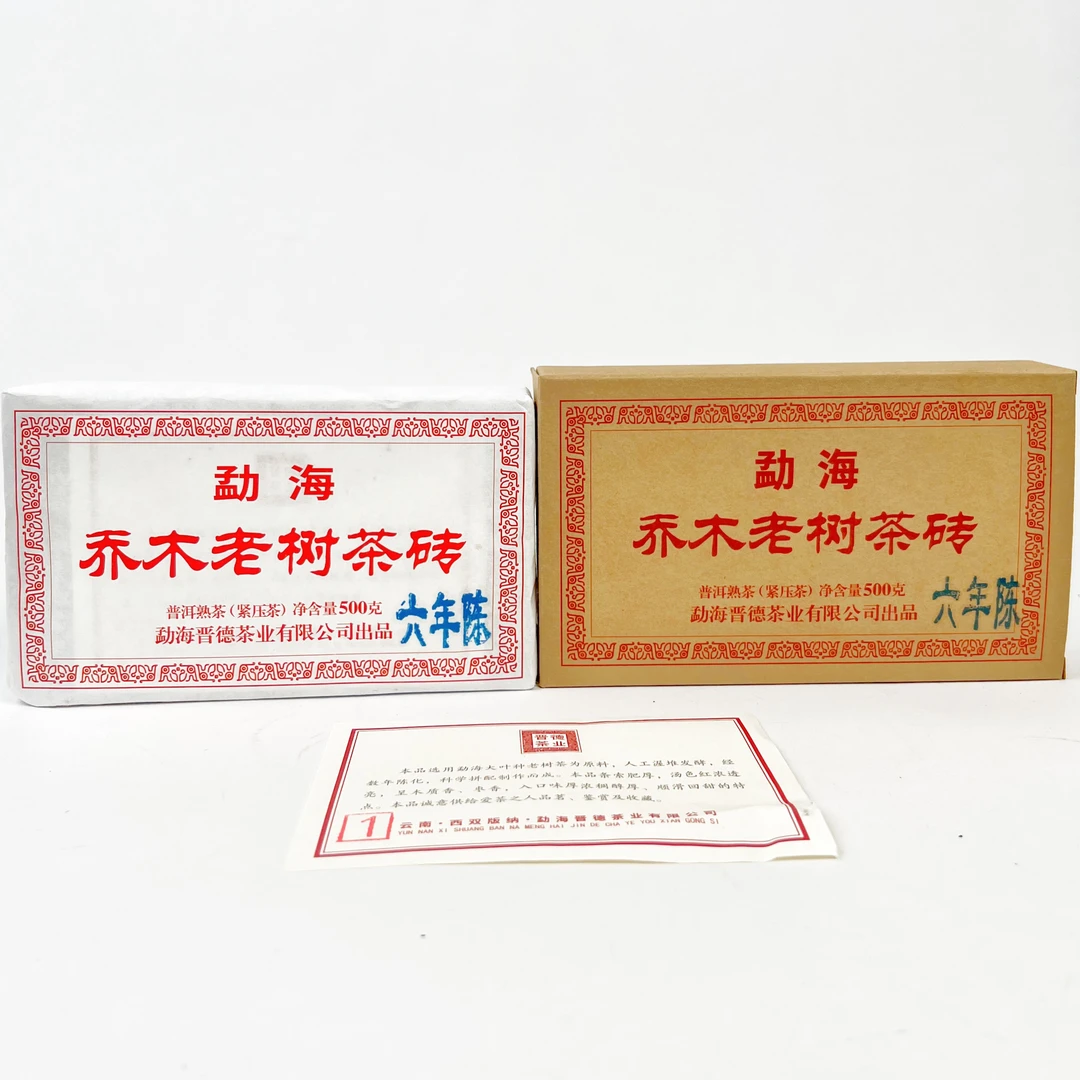 勐海
乔木老树茶砖
普洱熟茶（紧压茶）净含量500克
勐海晋德茶业有限公司出品
六年陈
勐海
乔木老树茶砖
普洱熟茶（紧压茶）净含量500克
勐海晋德茶业有限公司出品
六年陈
晋德
茶业
本品选用勐海大叶种老树茶为原料，人工渥堆发酵，经
数年陈化，科学拼配制作而成。本品条索肥厚，汤色红浓透
亮，呈木质香、枣香，入口味厚浓稠醇厚、顺滑回甜的特
点。本品诚意供给爱茶之人品茗、鉴赏及收藏。
1
云南·西双版纳·勐海晋德茶业有限公司
YUN NAN XI SHUANG BAN NA MENG HAI JIN DE CHA YE YOU XIAN GONG SI